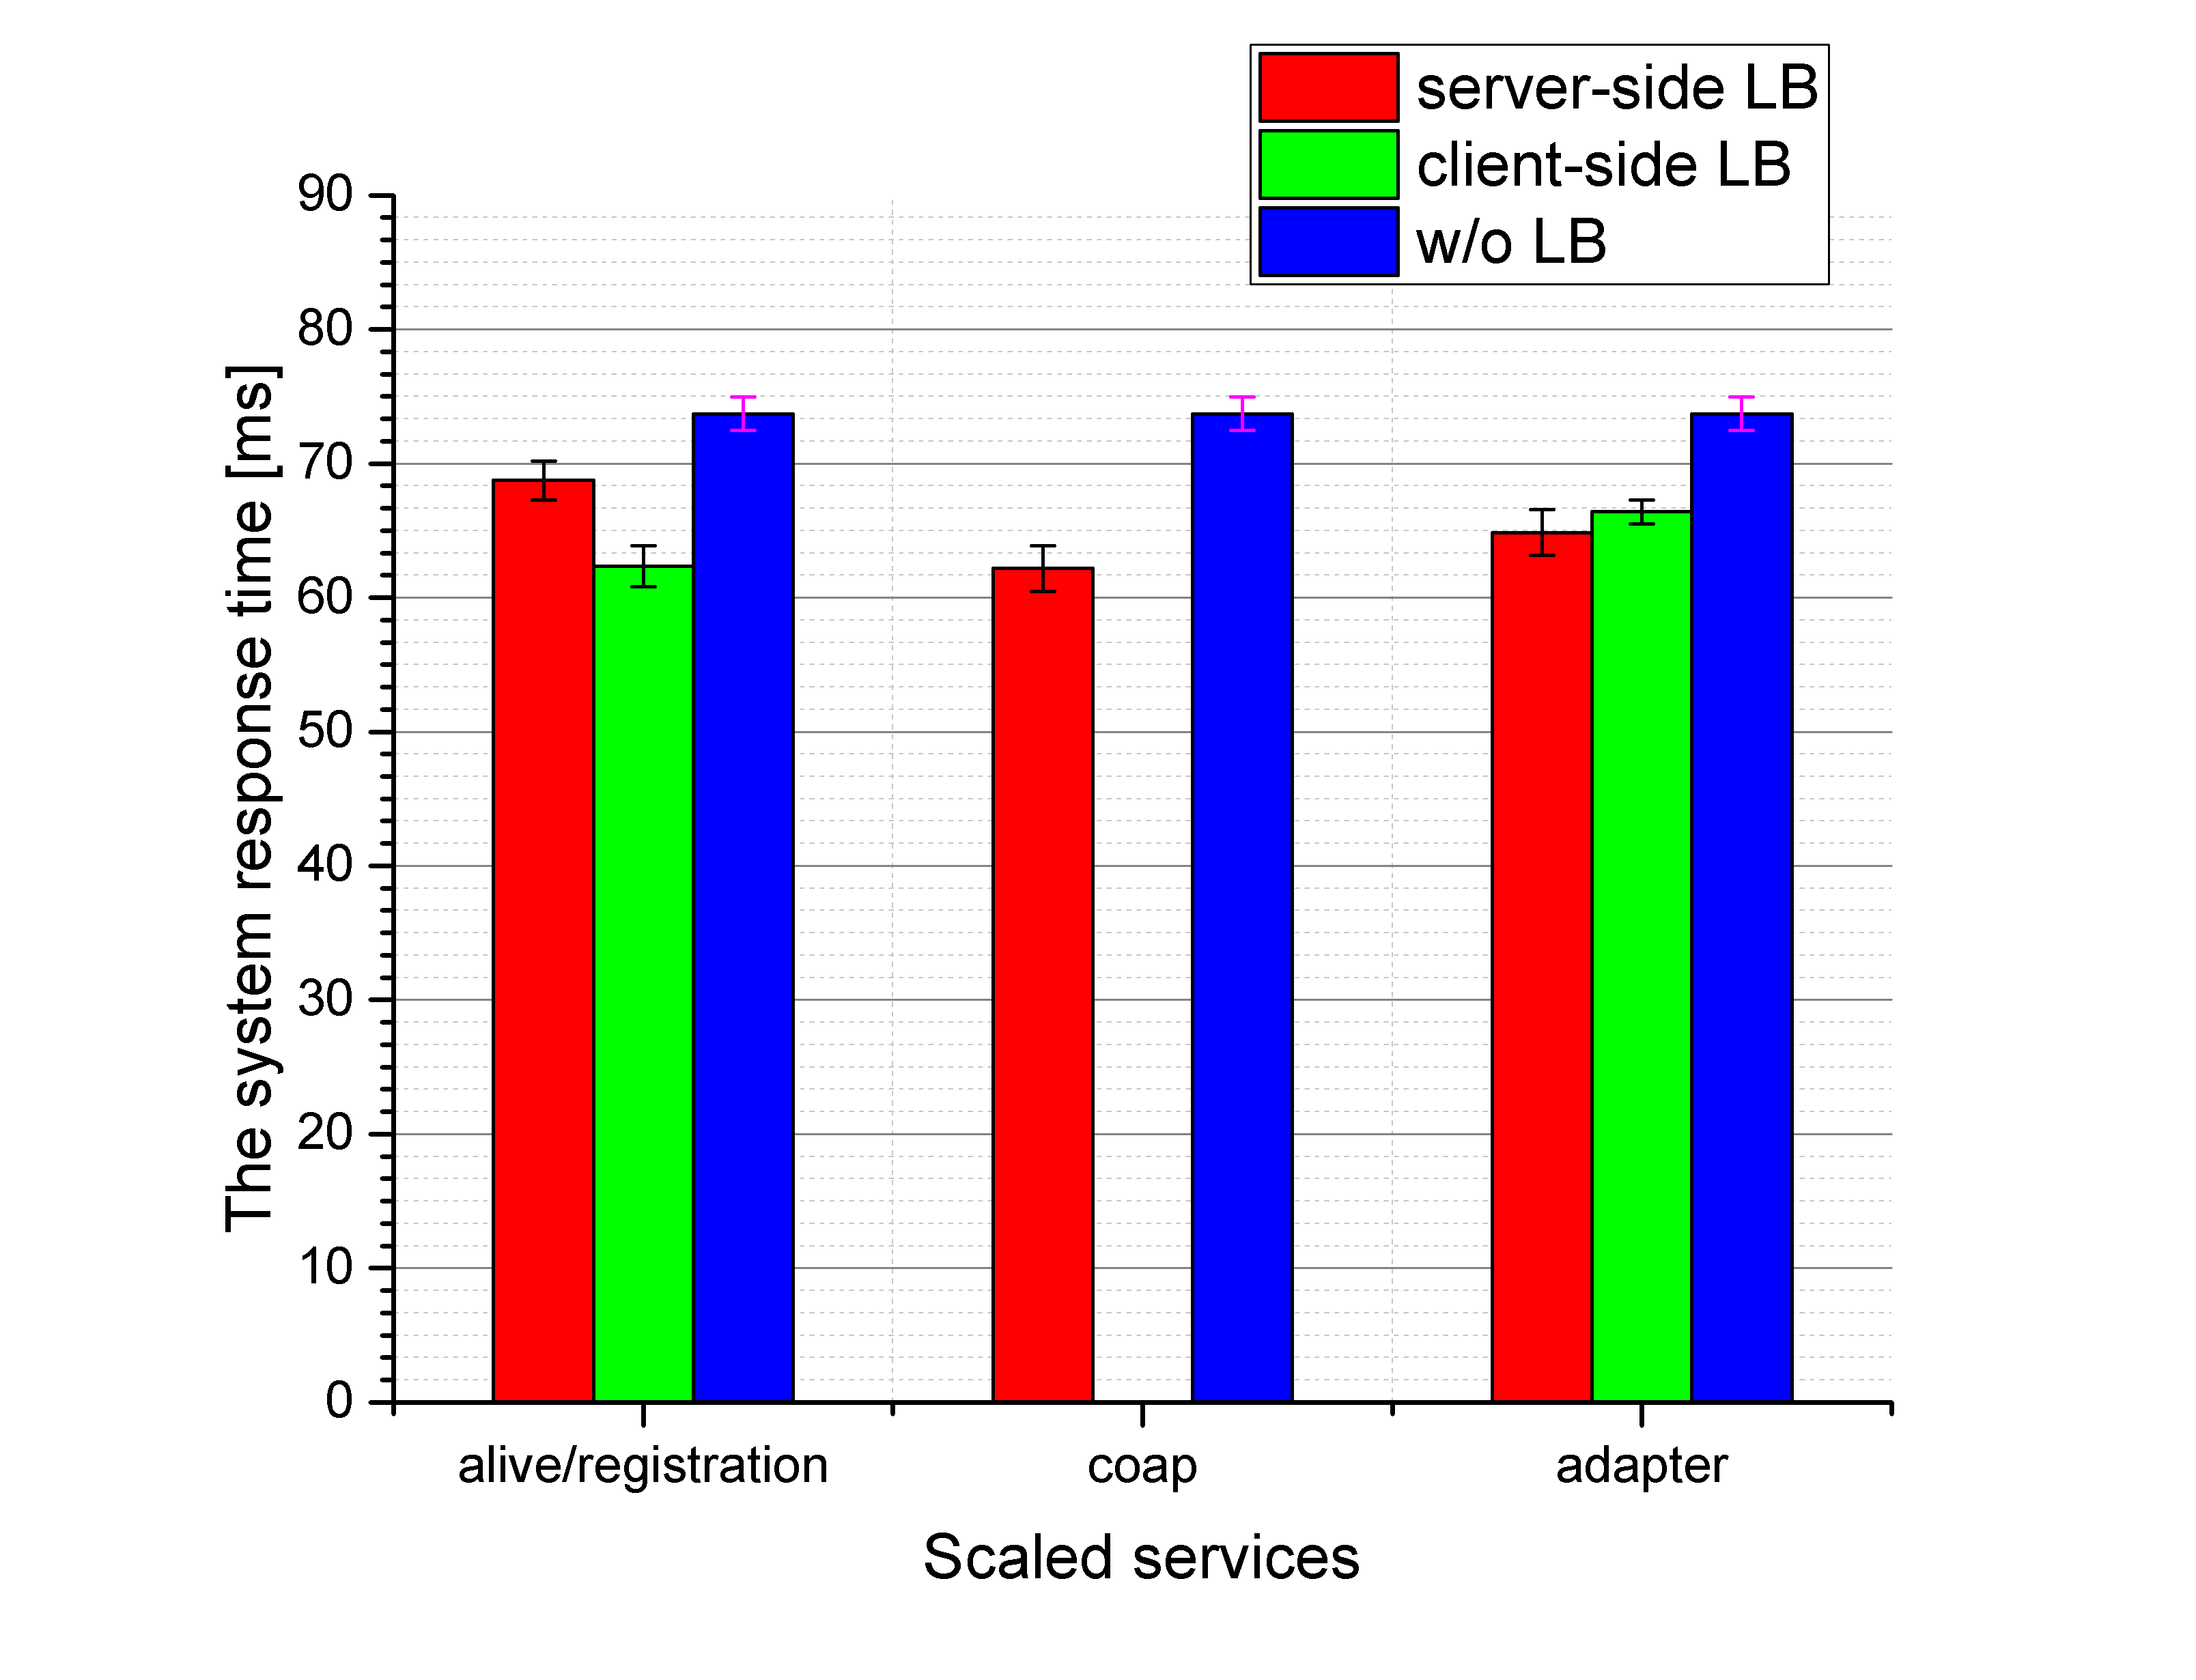 server-side LB
client-side LB
w/o LB
90
80
70
60
50
40
30
20
10
0
The system response time [ms]
alive/registration
coap
adapter
Scaled services